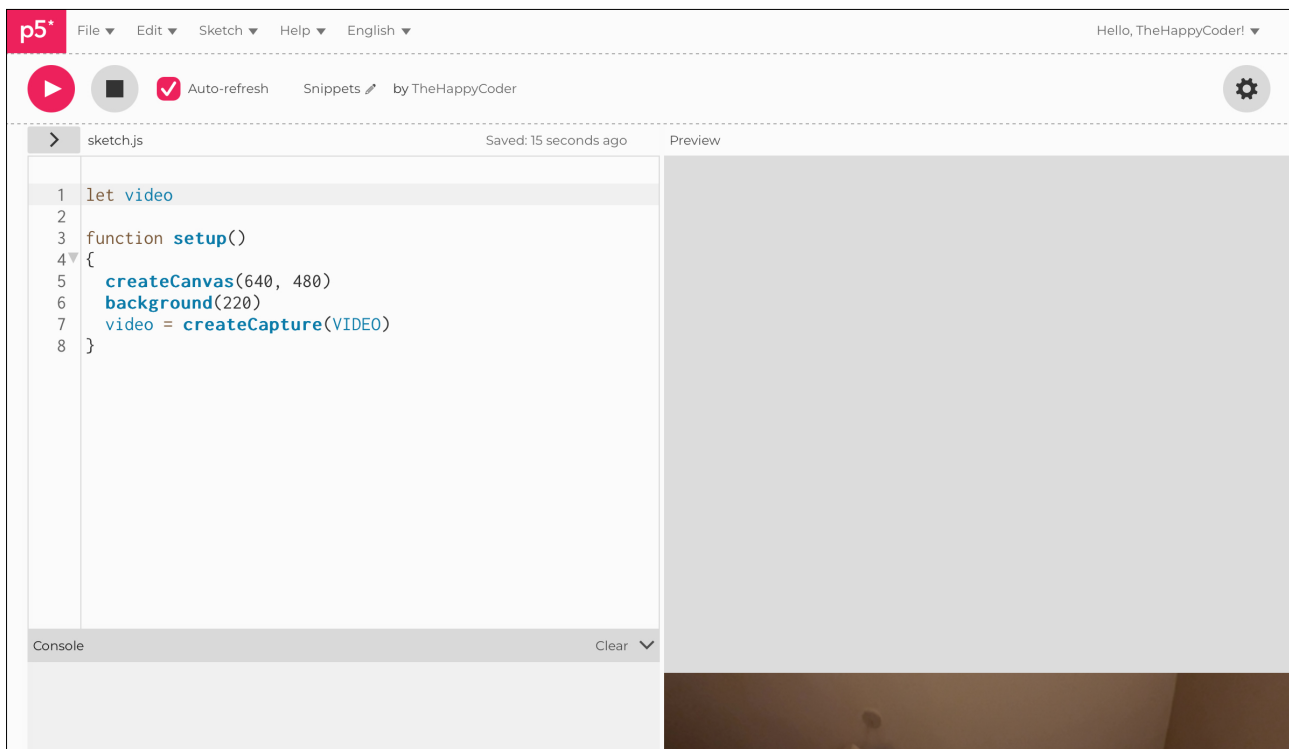 p5* File Edit Sketch Help English Hello, TheHappyCoder!
Auto-refresh Snippets by TheHappyCoder
sketch.js Saved: 15 seconds ago Preview
1 let video
2
3 function setup()
4 {
5   createCanvas(640, 480)
6   background(220)
7   video = createCapture(VIDEO)
8 }
Console Clear